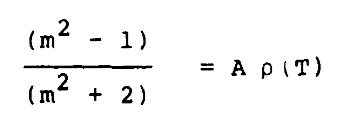 (m² - 1)
(m² + 2) = A ρ(T)